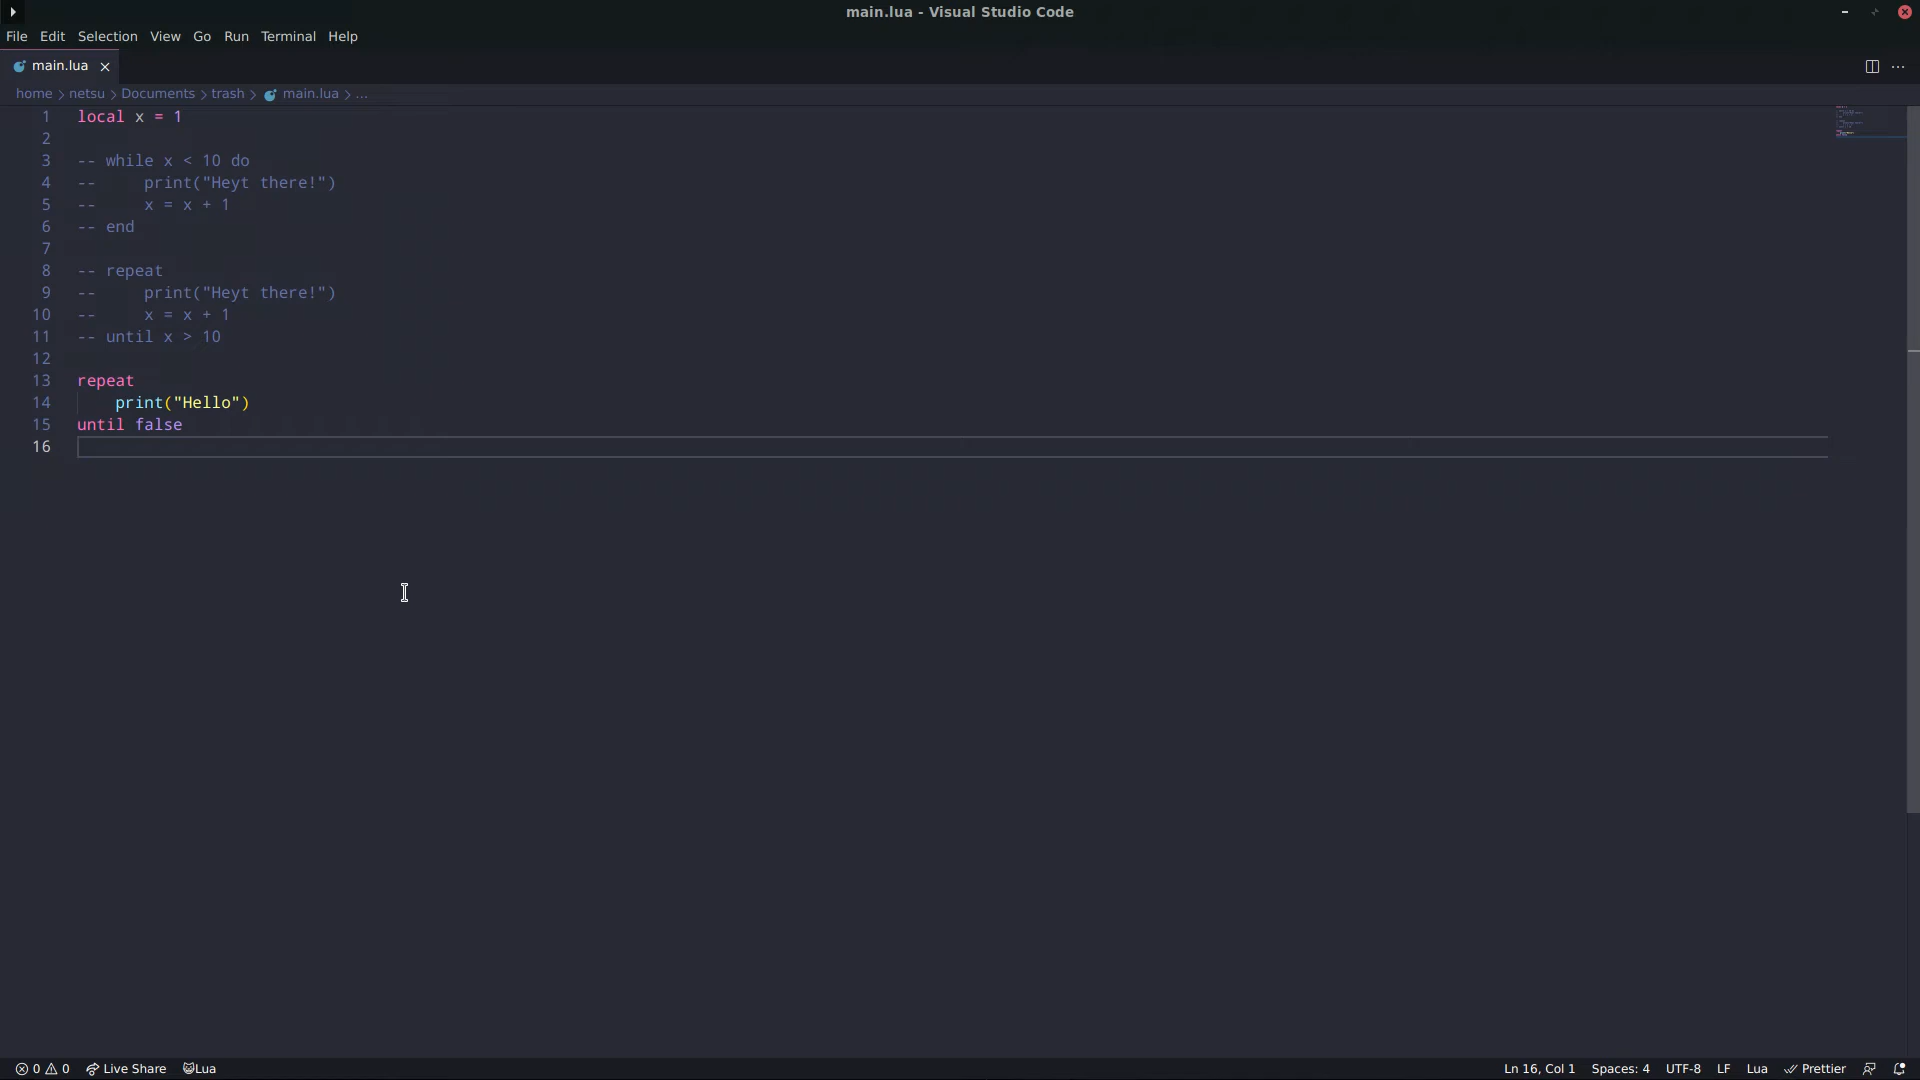 main.lua - Visual Studio Code
File Edit Selection View Go Run Terminal Help
main.lua
home > netsu > Documents > trash > main.lua > ...
1 local x = 1
2
3 -- while x < 10 do
4 --     print("Heyt there!")
5 --     x = x + 1
6 -- end
7
8 -- repeat
9 --     print("Heyt there!")
10 --     x = x + 1
11 -- until x > 10
12
13 repeat
14     print("Hello")
15 until false
16
0 0 Live Share Lua Ln 16, Col 1 Spaces: 4 UTF-8 LF Lua Prettier